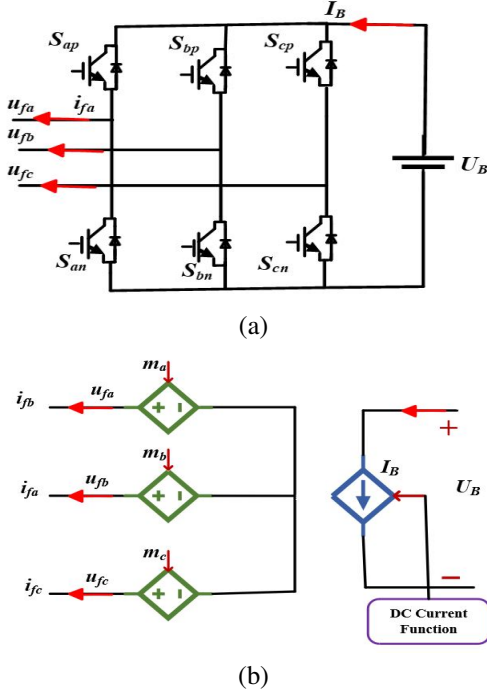 I_B
S_ap
S_bp
S_cp
u_fa
i_fa
u_fb
u_fc
U_B
S_an
S_bn
S_cn
(a)
m_a
i_fb
u_fa
+ -
m_b
I_B
+
i_fa
u_fb
+ -
U_B
m_c
i_fc
u_fc
+ -
−
DC Current
Function
(b)